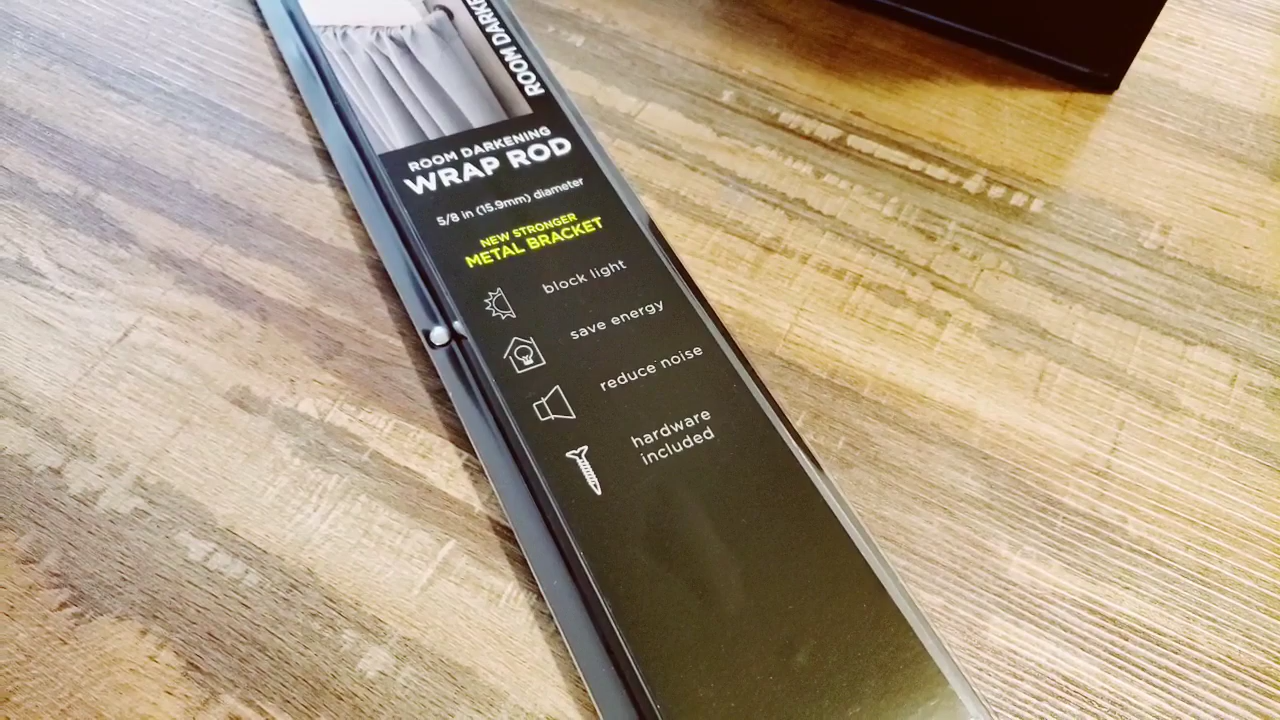 ROOM DARKE
ROOM DARKENING
WRAP ROD
5/8 in (15.9mm) diameter
NEW STRONGER
METAL BRACKET
block light
save energy
reduce noise
hardware
included